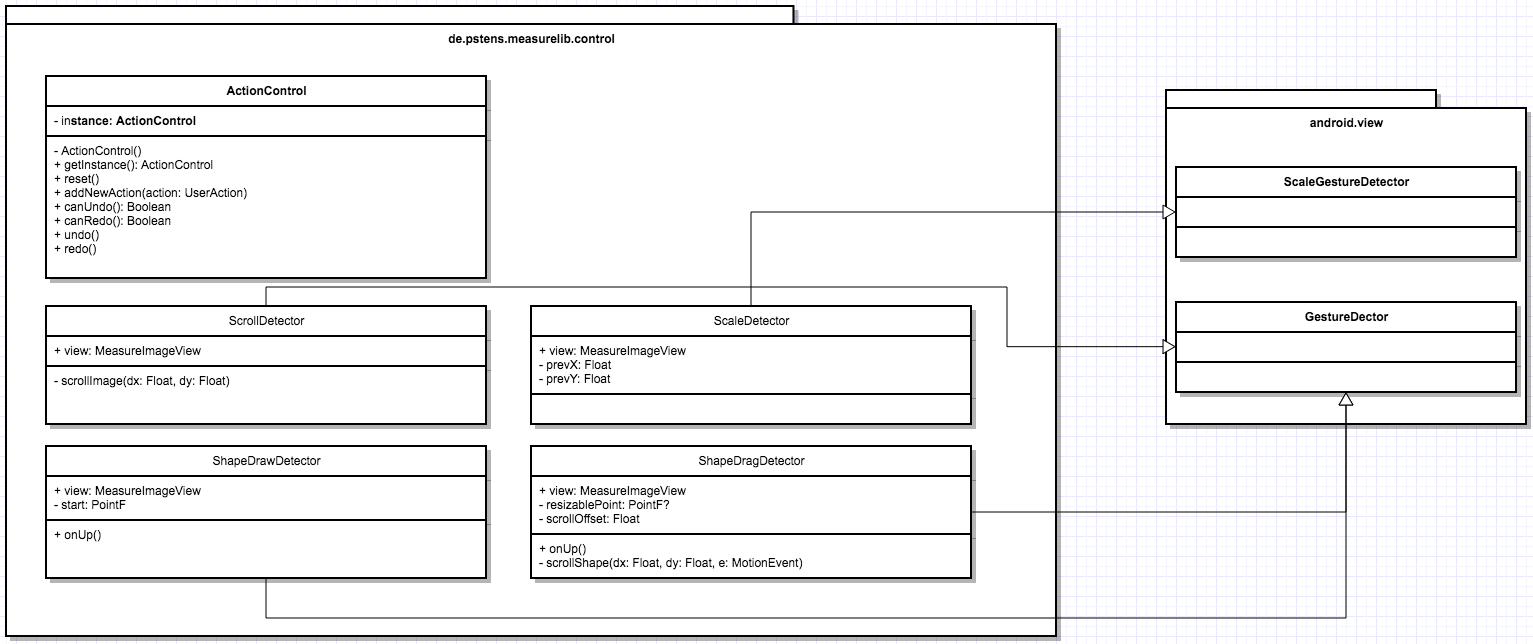 de.pstens.measurelib.control
ActionControl
- instance: ActionControl
- ActionControl()
+ getInstance(): ActionControl
+ reset()
+ addNewAction(action: UserAction)
+ canUndo(): Boolean
+ canRedo(): Boolean
+ undo()
+ redo()
ScrollDetector
+ view: MeasureImageView
- scrollImage(dx: Float, dy: Float)
ScaleDetector
+ view: MeasureImageView
- prevX: Float
- prevY: Float
ShapeDrawDetector
+ view: MeasureImageView
- start: PointF
+ onUp()
ShapeDragDetector
+ view: MeasureImageView
- resizablePoint: PointF?
- scrollOffset: Float
+ onUp()
- scrollShape(dx: Float, dy: Float, e: MotionEvent)
android.view
ScaleGestureDetector
GestureDector